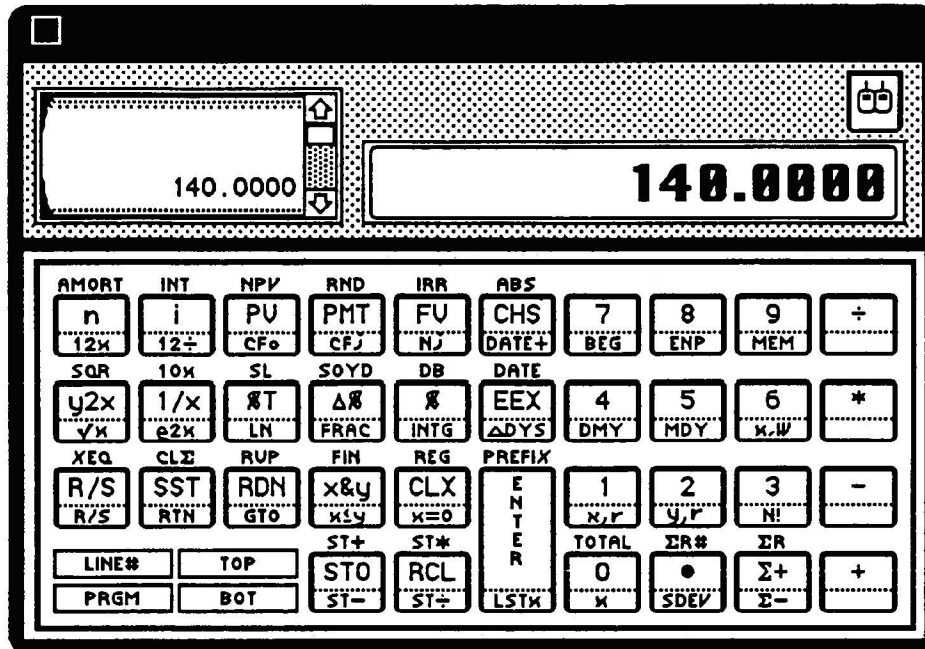 140.0000
140.0000
AMORT INT NPV RND IRR ABS
n i PV PMT FV CHS 7 8 9 ÷
12x 12÷ CFo CFj Nj DATE+ BEG ENP MEM
SQR 10x SL SOYD DB DATE
y2x 1/x %T Δ% % EEX 4 5 6 *
√x e2x LN FRAC INTG ΔDYS DMY MDY x,W
XEQ CLΣ RUP FIN REG PREFIX
R/S SST RDN x&y CLX ENTER 1 2 3 -
R/S RTN GTO x≤y x=0 x,r y,r N!
ST+ ST* TOTAL ΣR# ΣR
LINE# TOP STO RCL 0 • Σ+ +
PRGM BOT ST- ST÷ LSTx x SDEV Σ-